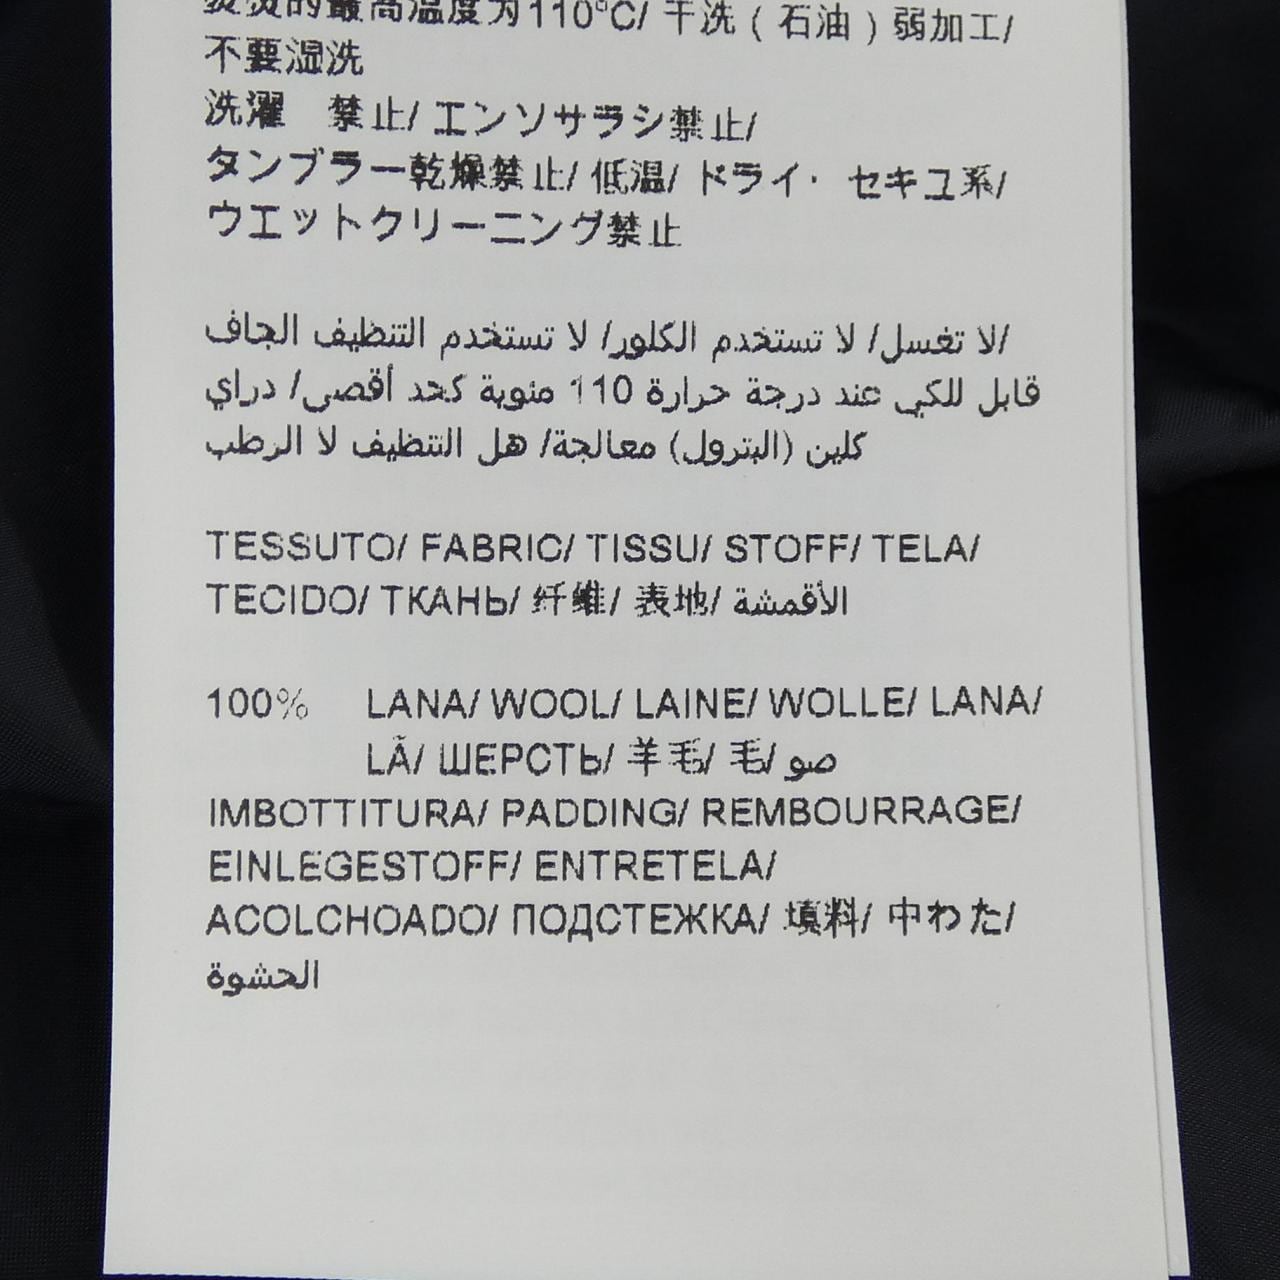 熨烫的最高温度为110°C/ 干洗（石油）弱加工/
不要湿洗
洗濯　禁止/ エンソサラシ禁止/
タンブラー乾燥禁止/ 低温/ ドライ・ セキユ系/
ウエットクリーニング禁止
لا تغسل/ لا تستخدم الكلور/ لا تستخدم التنظيف الجاف/
قابل للكي عند درجة حرارة 110 مئوية كحد أقصى/ دراي
كلين (البترول) معالجة/ هل التنظيف لا الرطب
TESSUTO/ FABRIC/ TISSU/ STOFF/ TELA/
TECIDO/ ТКАНЬ/ 纤维/ 表地/ الأقمشة
100% LANA/ WOOL/ LAINE/ WOLLE/ LANA/
LÃ/ ШЕРСТЬ/ 羊毛/ 毛/ صو
IMBOTTITURA/ PADDING/ REMBOURRAGE/
EINLEGESTOFF/ ENTRETELA/
ACOLCHOADO/ ПОДСТЕЖКА/ 填料/ 中わた/
الحشوة